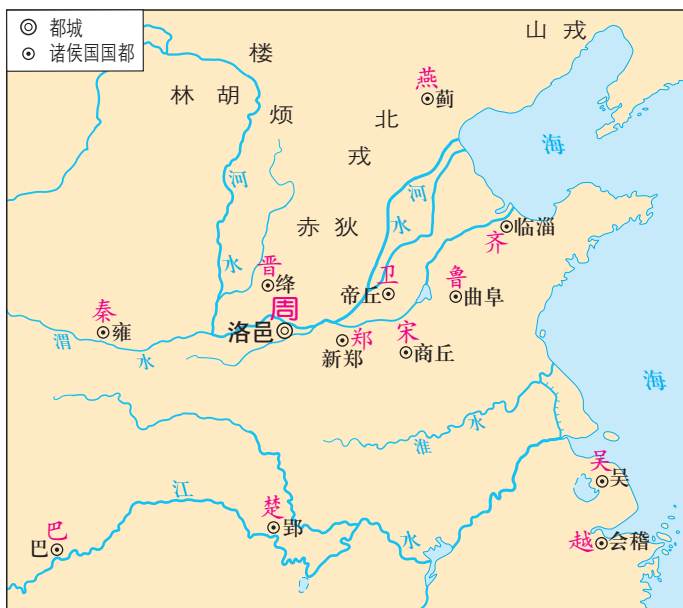 都城
诸侯国国都
山戎
楼
烦
林胡
燕
蓟
北
戎
海
河
水
河
水
赤狄
齐
临淄
晋
绛
卫
帝丘
鲁
曲阜
周
洛邑
秦
雍
渭
水
郑
新郑
宋
商丘
海
淮
水
吴
吴
江
水
楚
郢
巴
巴
越
会稽